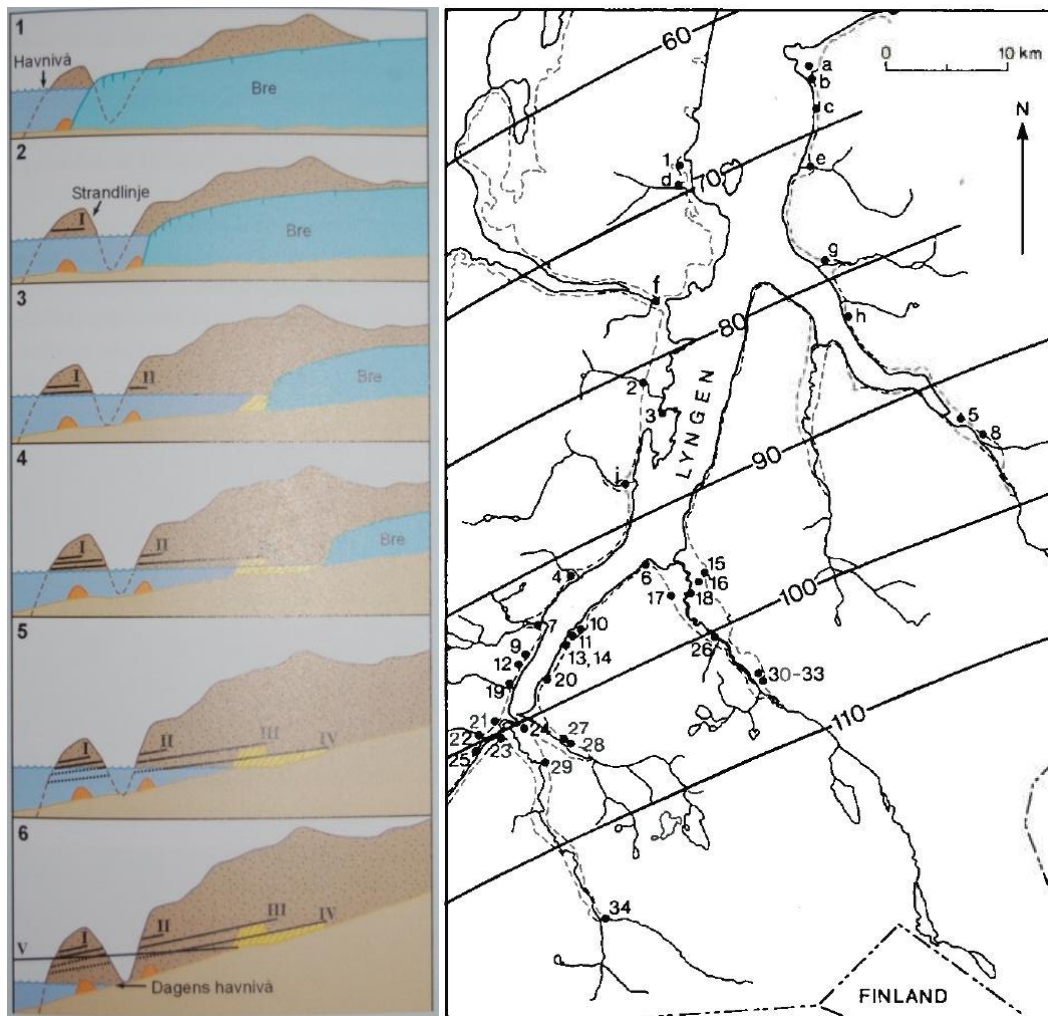 1
Havnivå
Bre
2
Strandlinje
I
Bre
3
I
II
Bre
4
I
II
Bre
5
I
II
III
IV
6
I
II
III
IV
V
Dagens havnivå
60
a
b
c
0
10 km
N
1
d
70
e
g
f
80
h
2
3
LYNGEN
5
8
90
i
4
6
15
16
17
18
100
7
10
11
9
12
13, 14
26
20
19
30-33
110
21
22
24
27
23
28
25
29
34
FINLAND